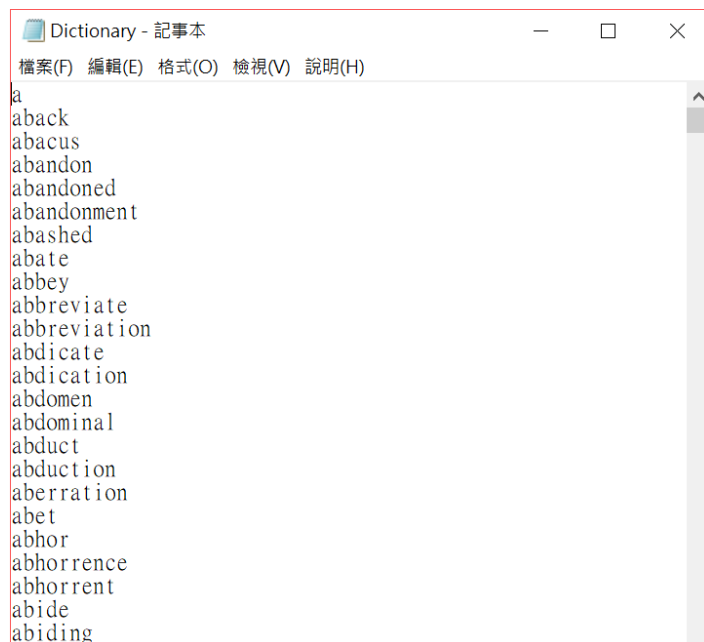 Dictionary - 記事本
檔案(F) 編輯(E) 格式(O) 檢視(V) 說明(H)
a
aback
abacus
abandon
abandoned
abandonment
abashed
abate
abbey
abbreviate
abbreviation
abdicate
abdication
abdomen
abdominal
abduct
abduction
aberration
abet
abhor
abhorrence
abhorrent
abide
abiding